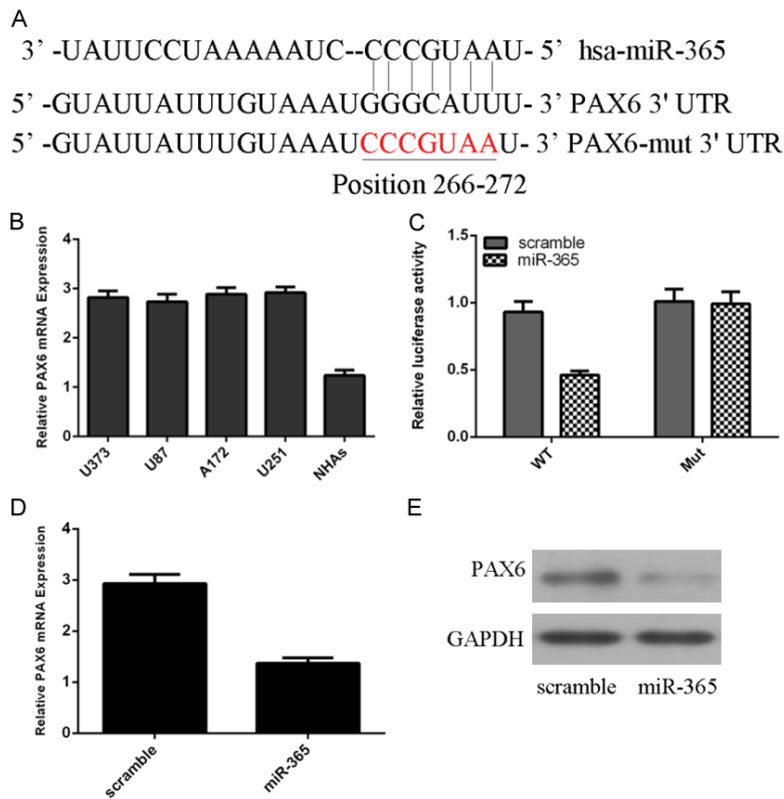 A
3’ -UAUUCCUAAAAAUC--CCCGUAAU- 5’ hsa-miR-365
5’ -GUAUUAUUUGUAAAUGGGCAUUU- 3’ PAX6 3' UTR
5’ -GUAUUAUUUGUAAAUCCCGUAAU- 3’ PAX6-mut 3' UTR
Position 266-272
B
Relative PAX6 mRNA Expression
4
3
2
1
0
U373 U87 A172 U251 NHAs
C
Relative luciferase activity
1.5
1.0
0.5
0.0
scramble
miR-365
WT Mut
D
Relative PAX6 mRNA Expression
4
3
2
1
0
scramble miR-365
E
PAX6
GAPDH
scramble miR-365